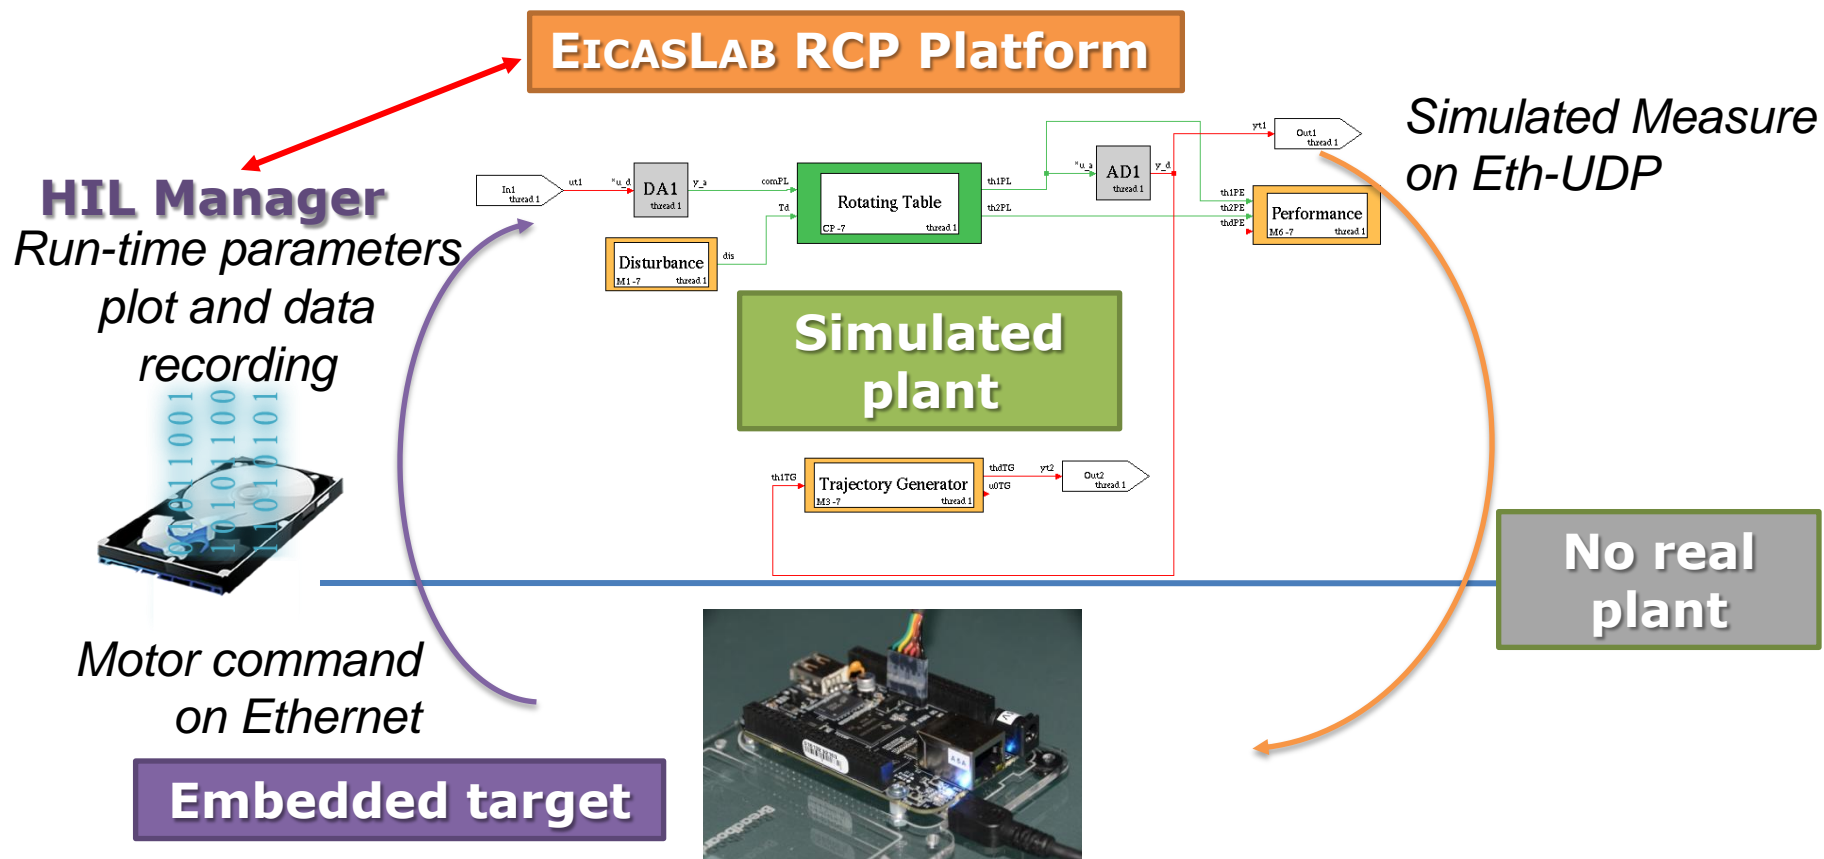 EICASLAB RCP Platform
HIL Manager
Run-time parameters
plot and data
recording
Simulated Measure
on Eth-UDP
In1
thread 1
ut1
*u_d
DA1
thread 1
y_a
comPL
Td
Rotating Table
CP -7
thread 1
th1PL
th2PL
*u_a
AD1
thread 1
y_d
yt1
Out1
thread 1
th1PE
th2PE
thdPE
Performance
M6 -7
thread 1
Disturbance
M1 -7
thread 1
dis
Simulated
plant
th1TG
Trajectory Generator
M3 -7
thread 1
thdTG
u0TG
yt2
Out2
thread 1
01011001
10101100
11010101
No real
plant
Motor command
on Ethernet
Embedded target